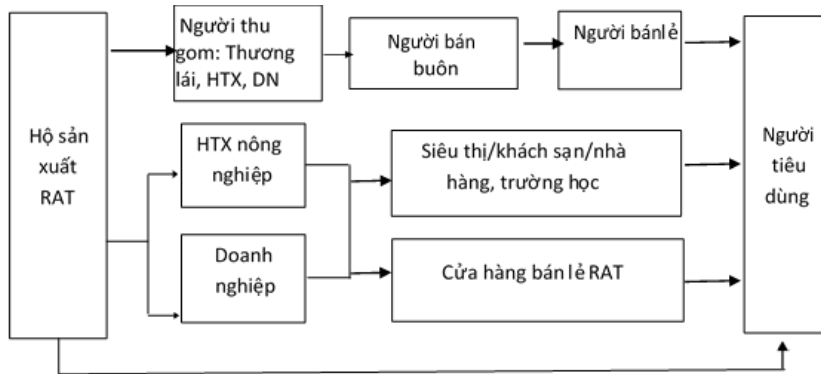 Hộ sản
xuất
RAT
Người thu
gom: Thương
lái, HTX, DN
Người bán
buôn
Người bánlẻ
HTX nông
nghiệp
Siêu thị/khách sạn/nhà
hàng, trường học
Doanh
nghiệp
Cửa hàng bán lẻ RAT
Người
tiêu
dùng